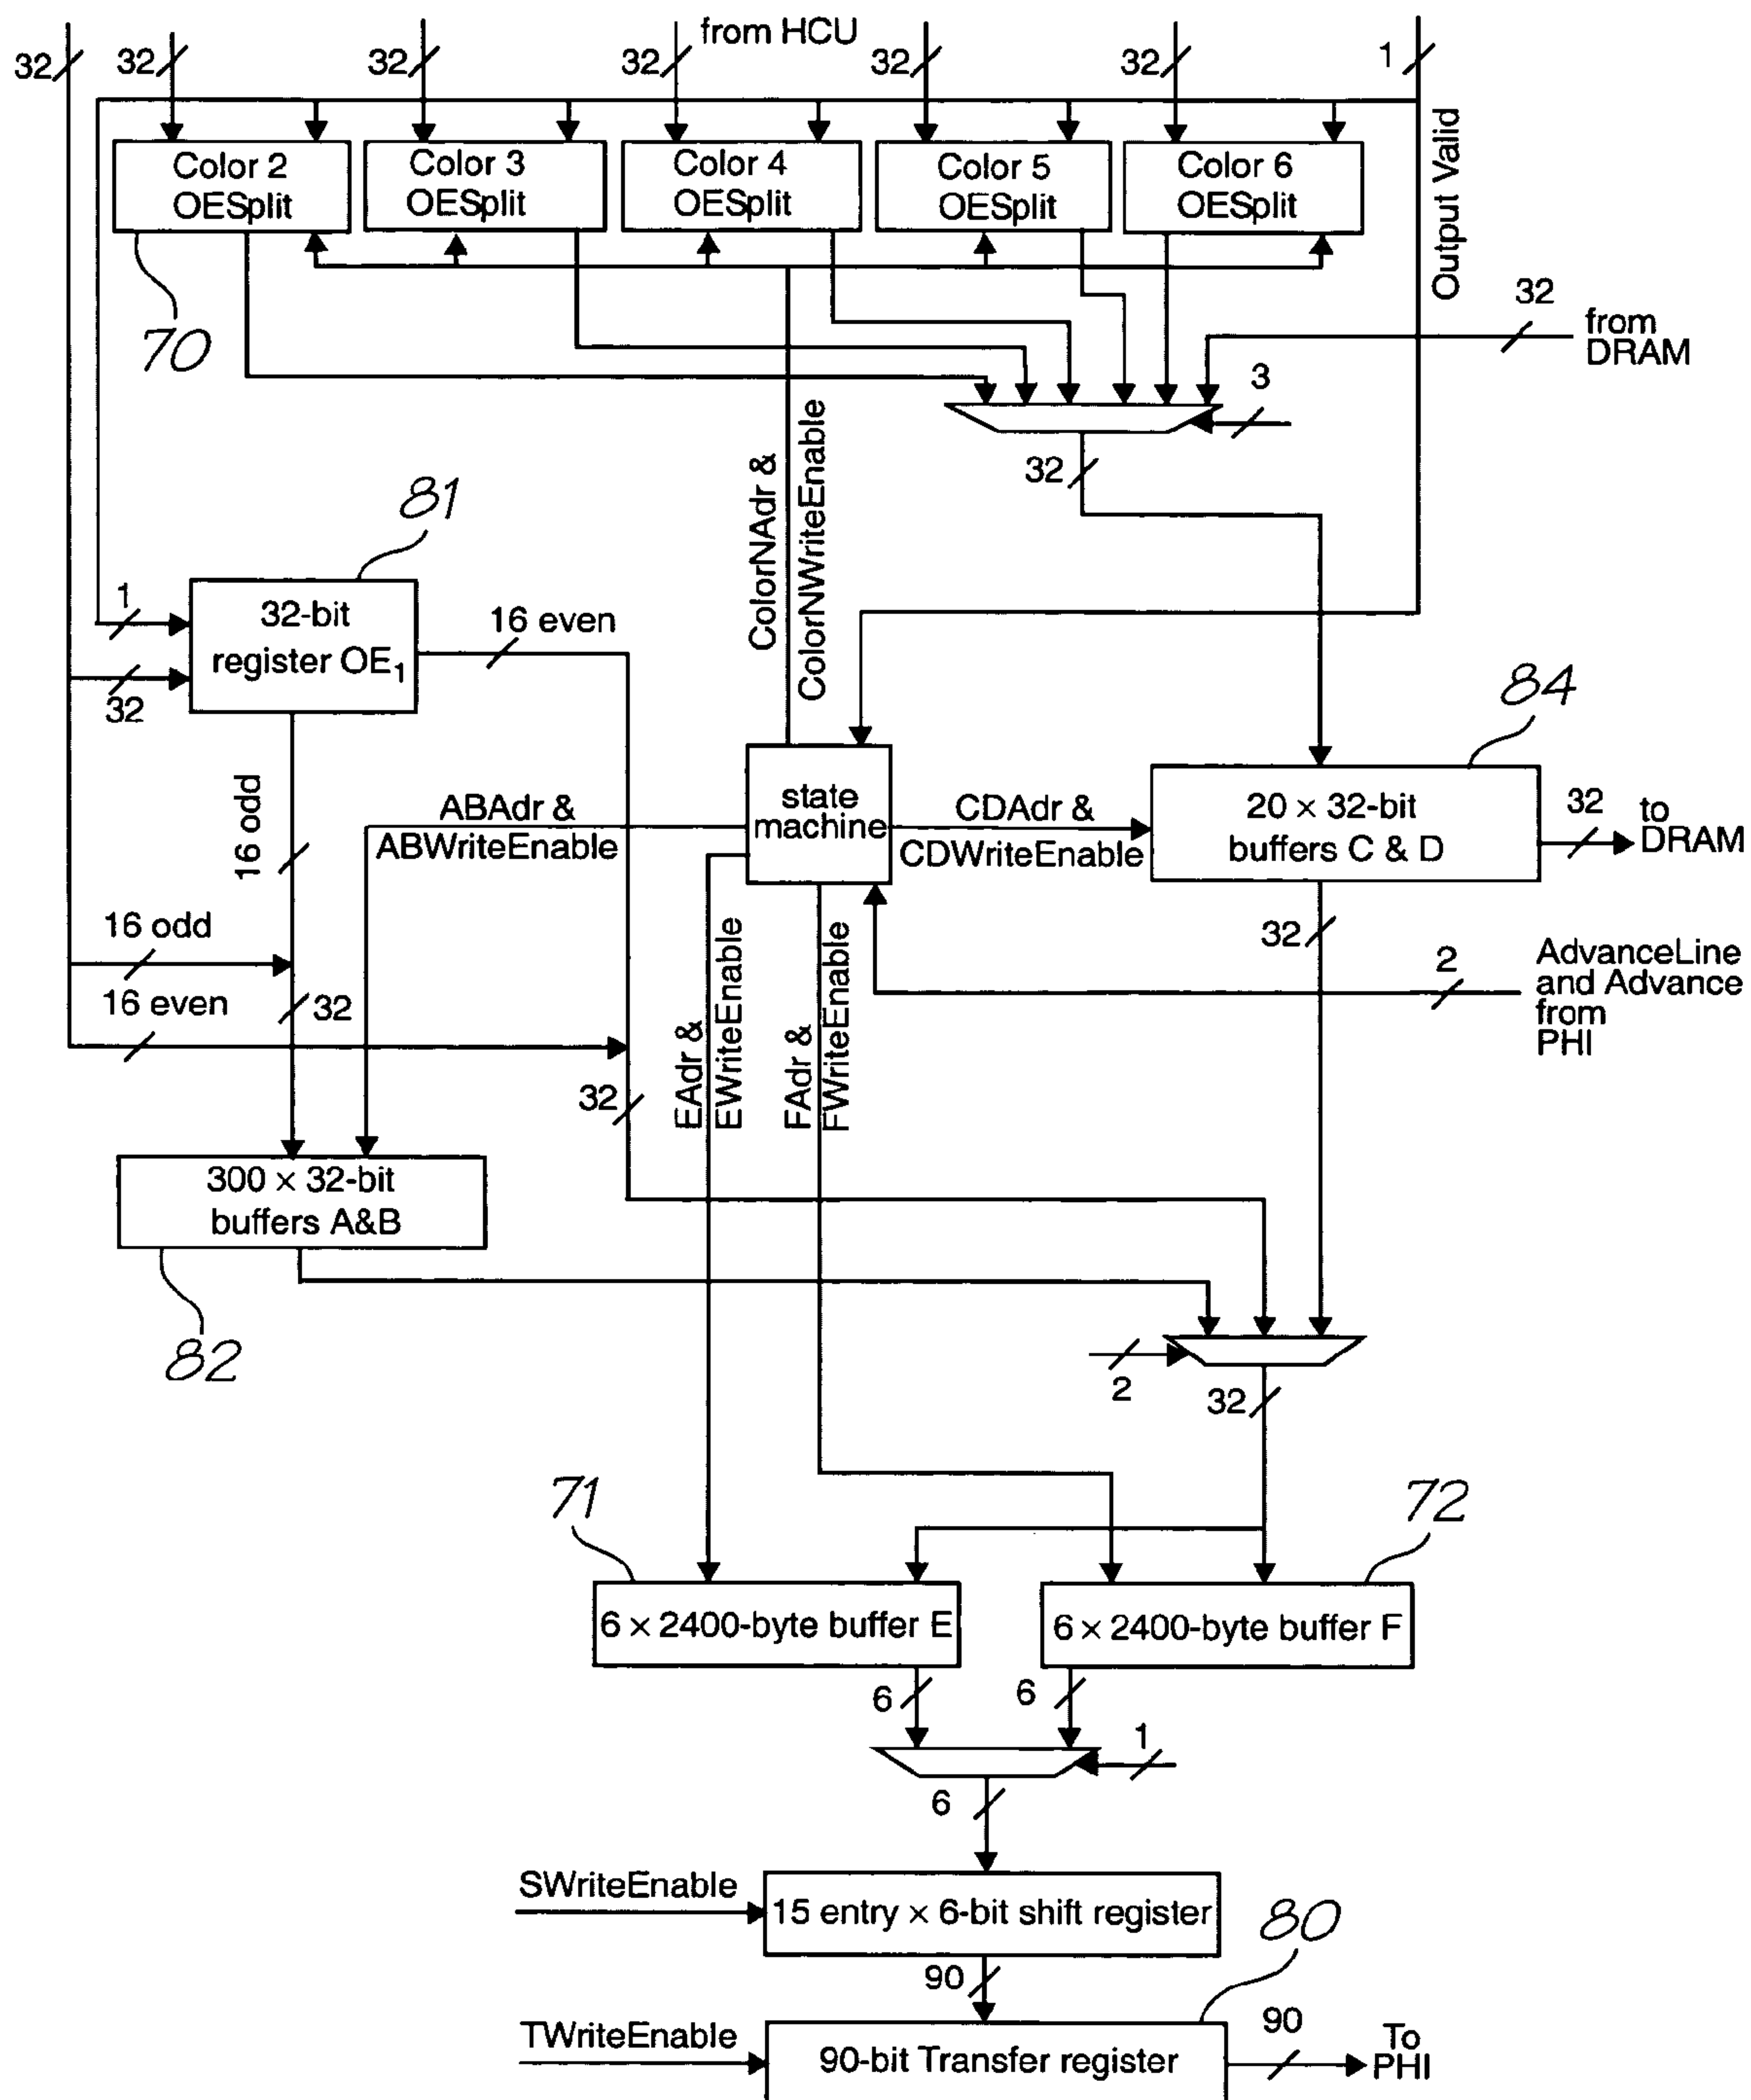 from HCU
32
32
32
32
32
32
1
Color 2
OESplit
Color 3
OESplit
Color 4
OESplit
Color 5
OESplit
Color 6
OESplit
Output Valid
70
32
from
DRAM
3
32
ColorNAdr &
ColorNWriteEnable
81
1
32-bit
register OE1
32
16 even
16 odd
84
state
machine
ABAdr &
ABWriteEnable
CDAdr &
CDWriteEnable
20 × 32-bit
buffers C & D
32
to
DRAM
16 odd
16 even
32
32
EAdr &
EWriteEnable
FAdr &
FWriteEnable
32
2
AdvanceLine
and Advance
from
PHI
300 × 32-bit
buffers A&B
82
2
32
71
72
6 × 2400-byte buffer E
6 × 2400-byte buffer F
6
6
1
6
SWriteEnable
15 entry × 6-bit shift register
80
90
TWriteEnable
90-bit Transfer register
90
To
PHI